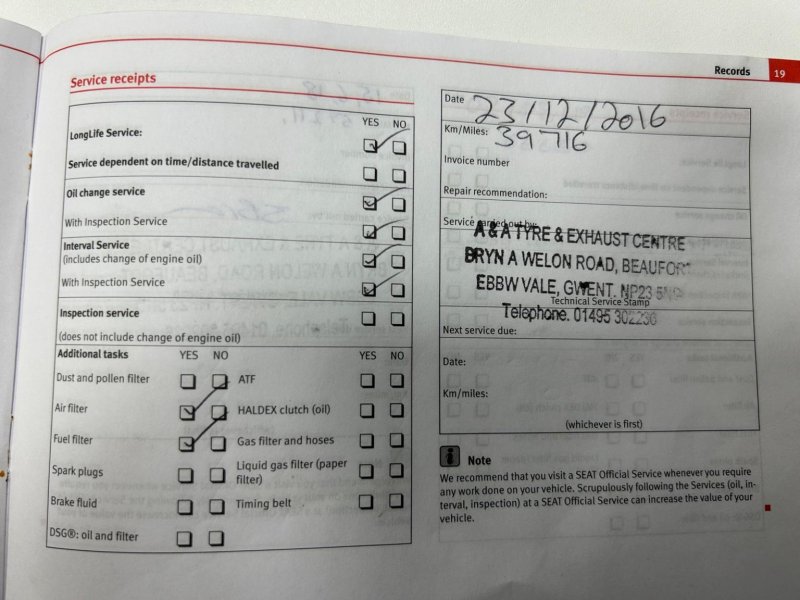 Records 19
Service receipts
YES NO
LongLife Service:
Service dependent on time/distance travelled
Oil change service
With Inspection Service
Interval Service
(includes change of engine oil)
With Inspection Service
Inspection service
(does not include change of engine oil)
Additional tasks YES NO YES NO
Dust and pollen filter ATF
Air filter HALDEX clutch (oil)
Fuel filter Gas filter and hoses
Spark plugs Liquid gas filter (paper
filter)
Brake fluid Timing belt
DSG®: oil and filter
Date 23/12/2016
Km/Miles: 39716
Invoice number
Repair recommendation:
Service carried out by:
A & A TYRE & EXHAUST CENTRE
BRYN A WELON ROAD, BEAUFORT
EBBW VALE, GWENT. NP23
Technical Service Stamp
Telephone. 01495 302236
Next service due:
Date:
Km/miles:
(whichever is first)
i Note
We recommend that you visit a SEAT Official Service whenever you require
any work done on your vehicle. Scrupulously following the Services (oil, in-
terval, inspection) at a SEAT Official Service can increase the value of your
vehicle.